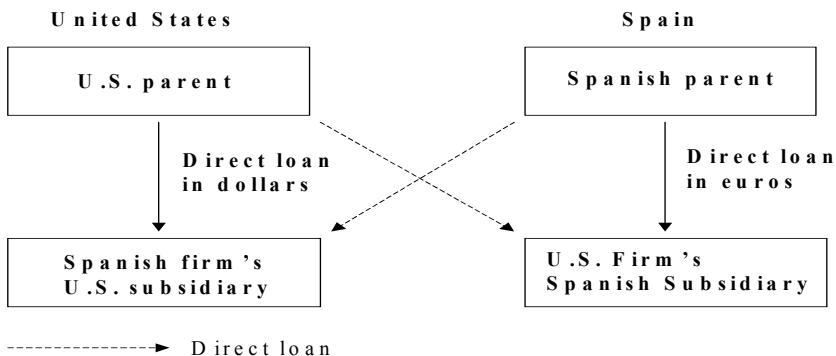 United States
Spain
U.S. parent
Spanish parent
Direct loan
in dollars
Direct loan
in euros
Spanish firm's
U.S. subsidiary
U.S. Firm's
Spanish Subsidiary
Direct loan